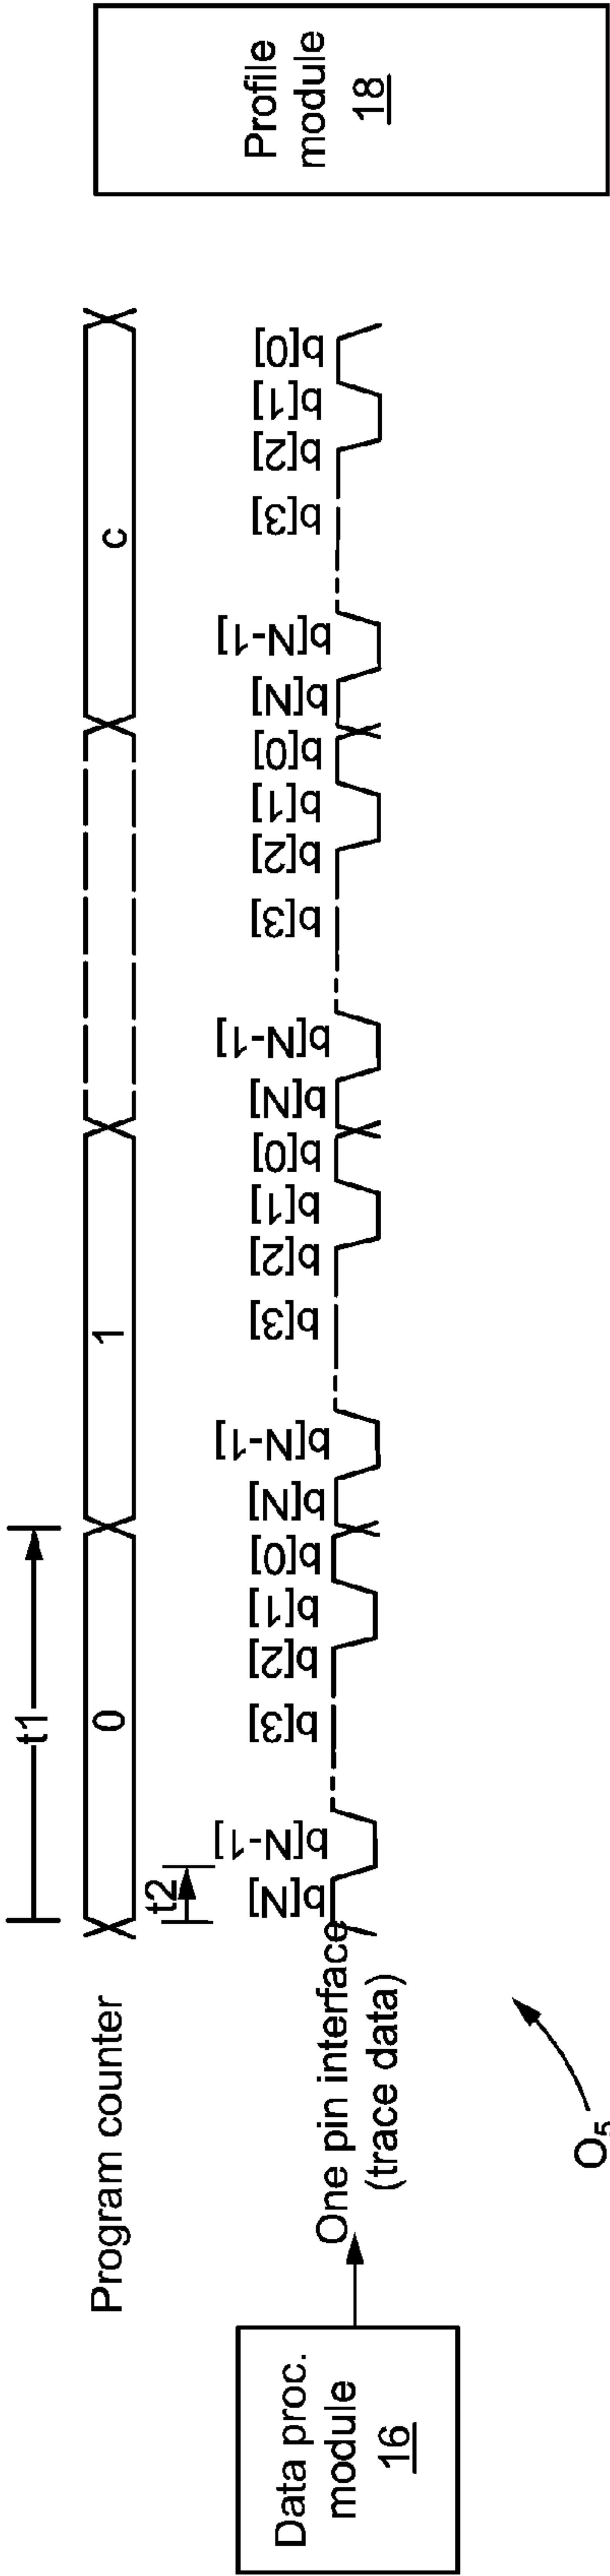 Program counter
t1
0
1
c
t2
b[N]
b[N-1]
b[3]
b[2]
b[1]
b[0]
b[N]
b[N-1]
b[3]
b[2]
b[1]
b[0]
b[N]
b[N-1]
b[3]
b[2]
b[1]
b[0]
b[N]
b[N-1]
b[3]
b[2]
b[1]
b[0]
Data proc.
module
16
One pin interface
(trace data)
O5
Profile
module
18